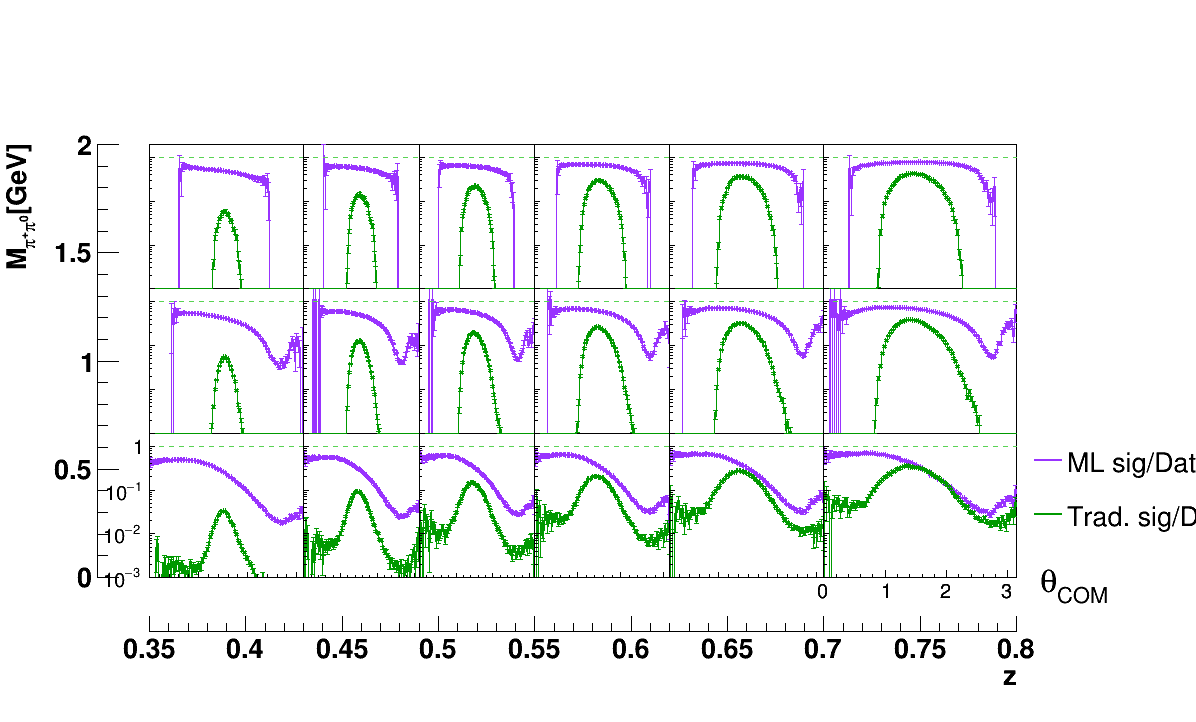 M_{π⁺π⁰} [GeV]
2
1.5
1
0.5
0
1
10⁻¹
10⁻²
10⁻³
ML sig/Dat
Trad. sig/D
0 1 2 3
θ_{COM}
0.35 0.4 0.45 0.5 0.55 0.6 0.65 0.7 0.75 0.8
z